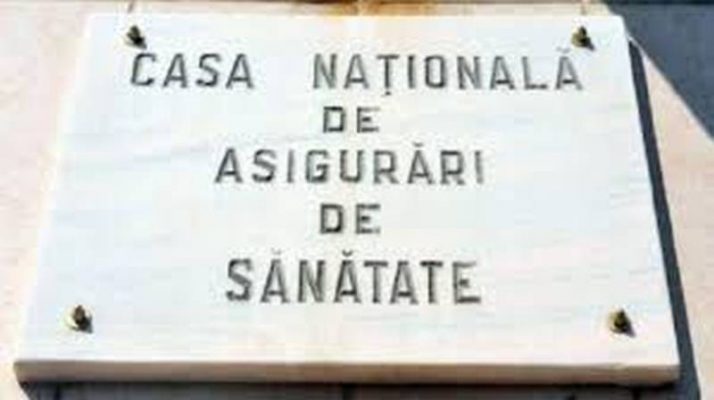 CASA NAȚIONALĂ
DE
ASIGURĂRI
DE
SĂNĂTATE